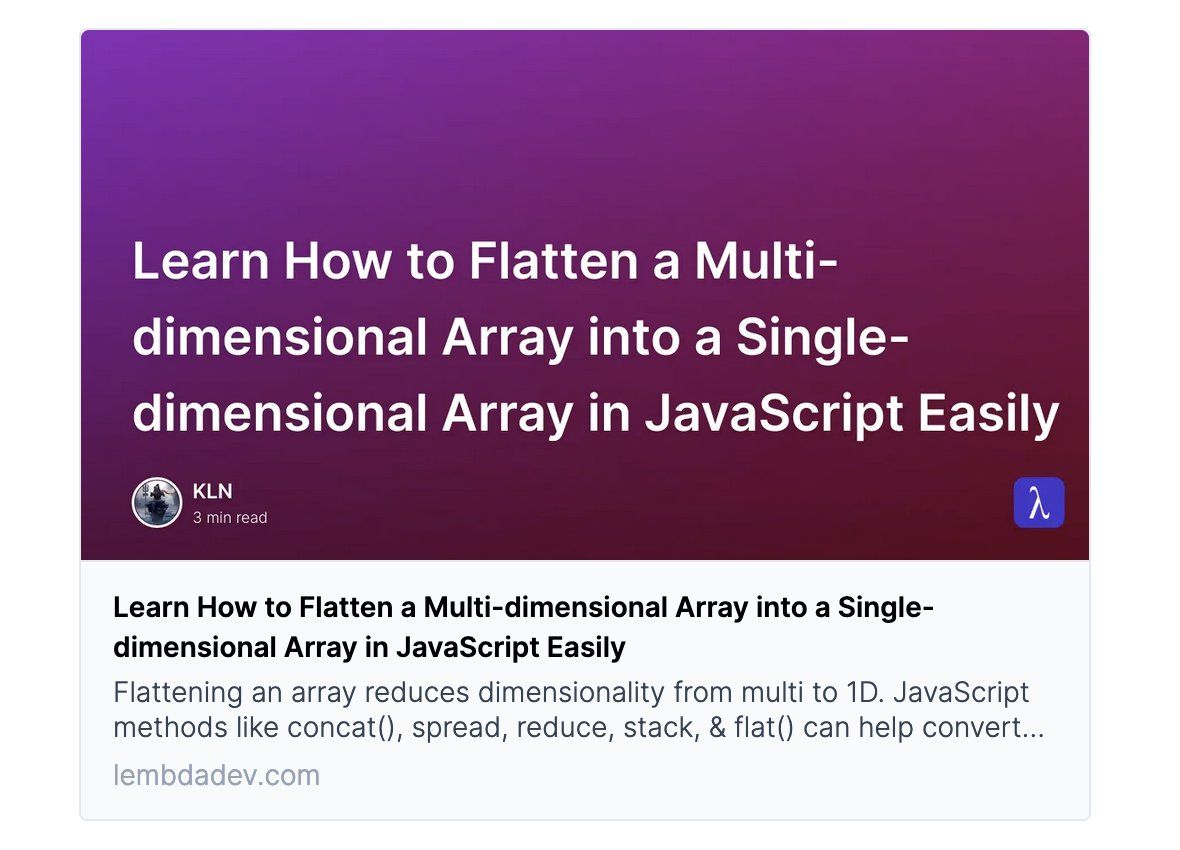 Learn How to Flatten a Multi-
dimensional Array into a Single-
dimensional Array in JavaScript Easily
KLN
3 min read
λ
Learn How to Flatten a Multi-dimensional Array into a Single-
dimensional Array in JavaScript Easily
Flattening an array reduces dimensionality from multi to 1D. JavaScript
methods like concat(), spread, reduce, stack, & flat() can help convert...
lembdadev.com